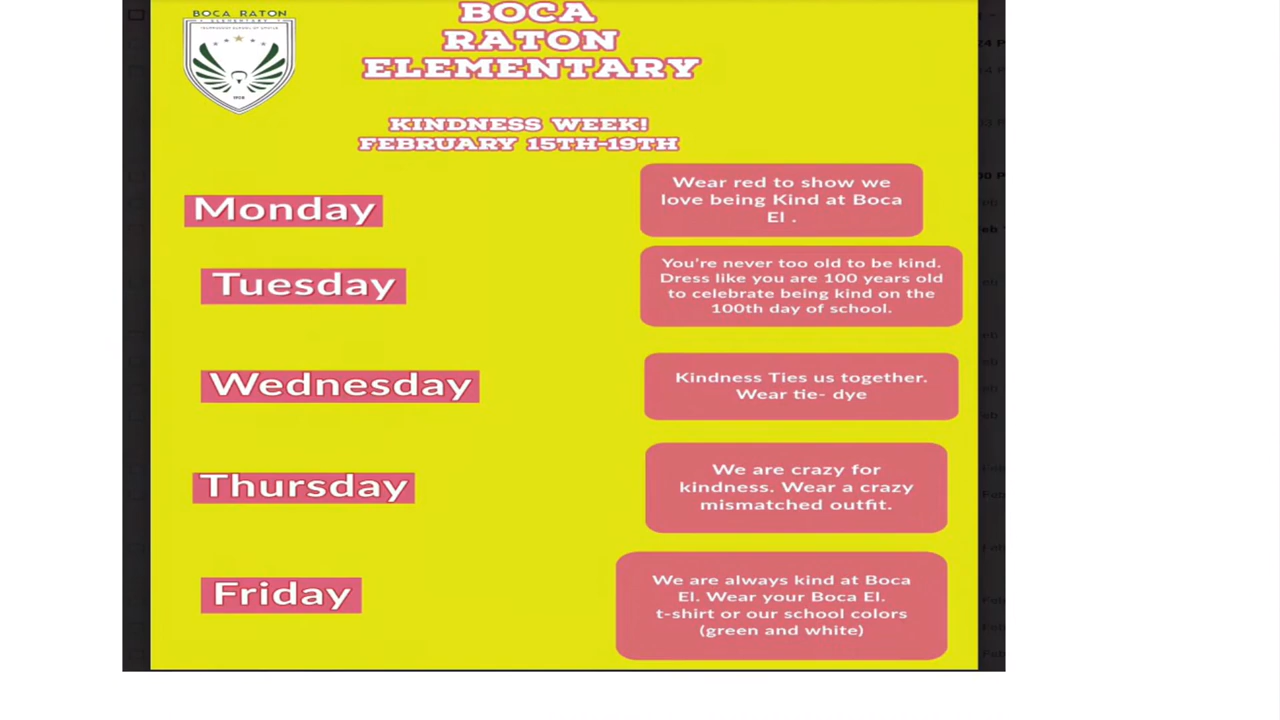 BOCA RATON
ELEMENTARY
BOCA
RATON
ELEMENTARY
KINDNESS WEEK!
FEBRUARY 15TH-19TH
Monday
Wear red to show we
love being Kind at Boca
El .
Tuesday
You're never too old to be kind.
Dress like you are 100 years old
to celebrate being kind on the
100th day of school.
Wednesday
Kindness Ties us together.
Wear tie- dye
Thursday
We are crazy for
kindness. Wear a crazy
mismatched outfit.
Friday
We are always kind at Boca
El. Wear your Boca El.
t-shirt or our school colors
(green and white)